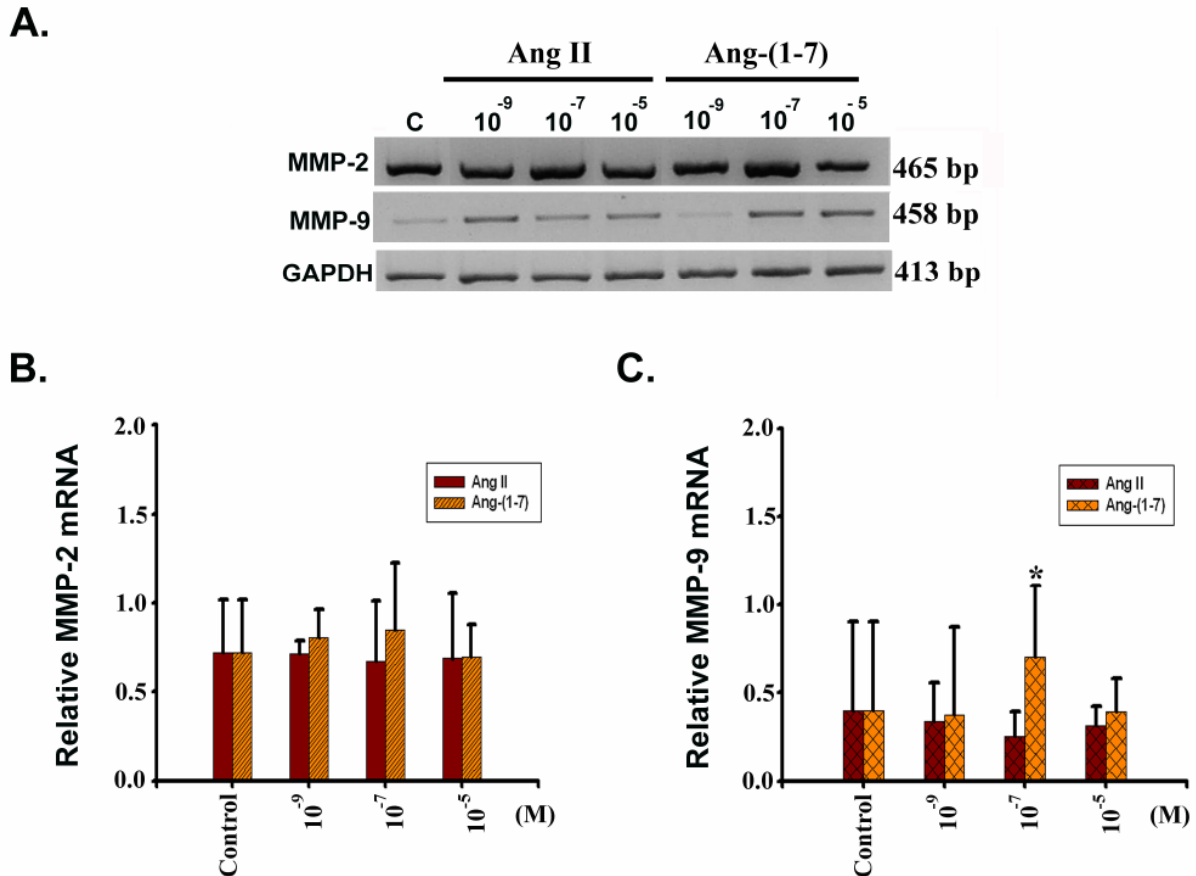 A.
Ang II Ang-(1-7)
C 10-9 10-7 10-5 10-9 10-7 10-5
MMP-2 465 bp
MMP-9 458 bp
GAPDH 413 bp
B.
Relative MMP-2 mRNA
2.0
1.5
1.0
0.5
0.0
Ang II
Ang-(1-7)
Control 10-9 10-7 10-5 (M)
C.
Relative MMP-9 mRNA
2.0
1.5
1.0
0.5
0.0
Ang II
Ang-(1-7)
*
Control 10-9 10-7 10-5 (M)